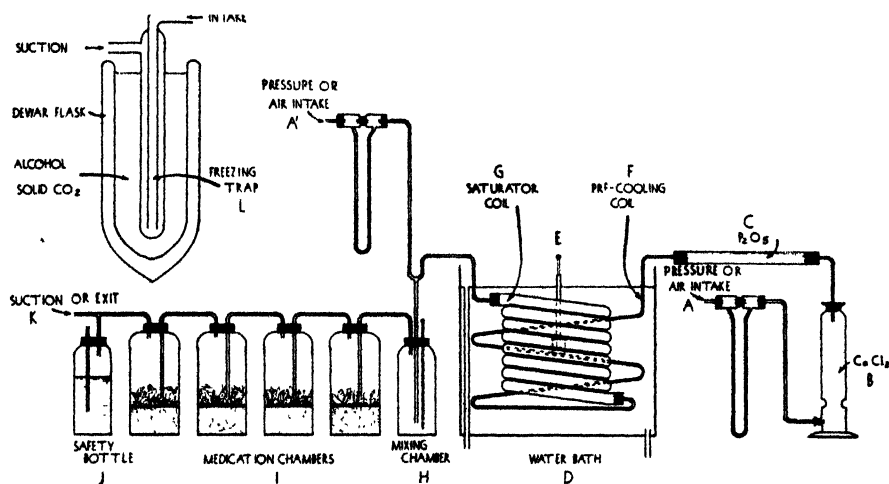 INTAKE
SUCTION
DEWAR FLASK
ALCOHOL
SOLID CO₂
FREEZING
TRAP
L
PRESSURE OR
AIR INTAKE
A'
G
SATURATOR
COIL
F
PRE-COOLING
COIL
E
C
P₂O₅
PRESSURE OR
AIR INTAKE
A
CaCl₂
B
SUCTION OR EXIT
K
SAFETY
BOTTLE
J
MEDICATION CHAMBERS
I
MIXING
CHAMBER
H
WATER BATH
D